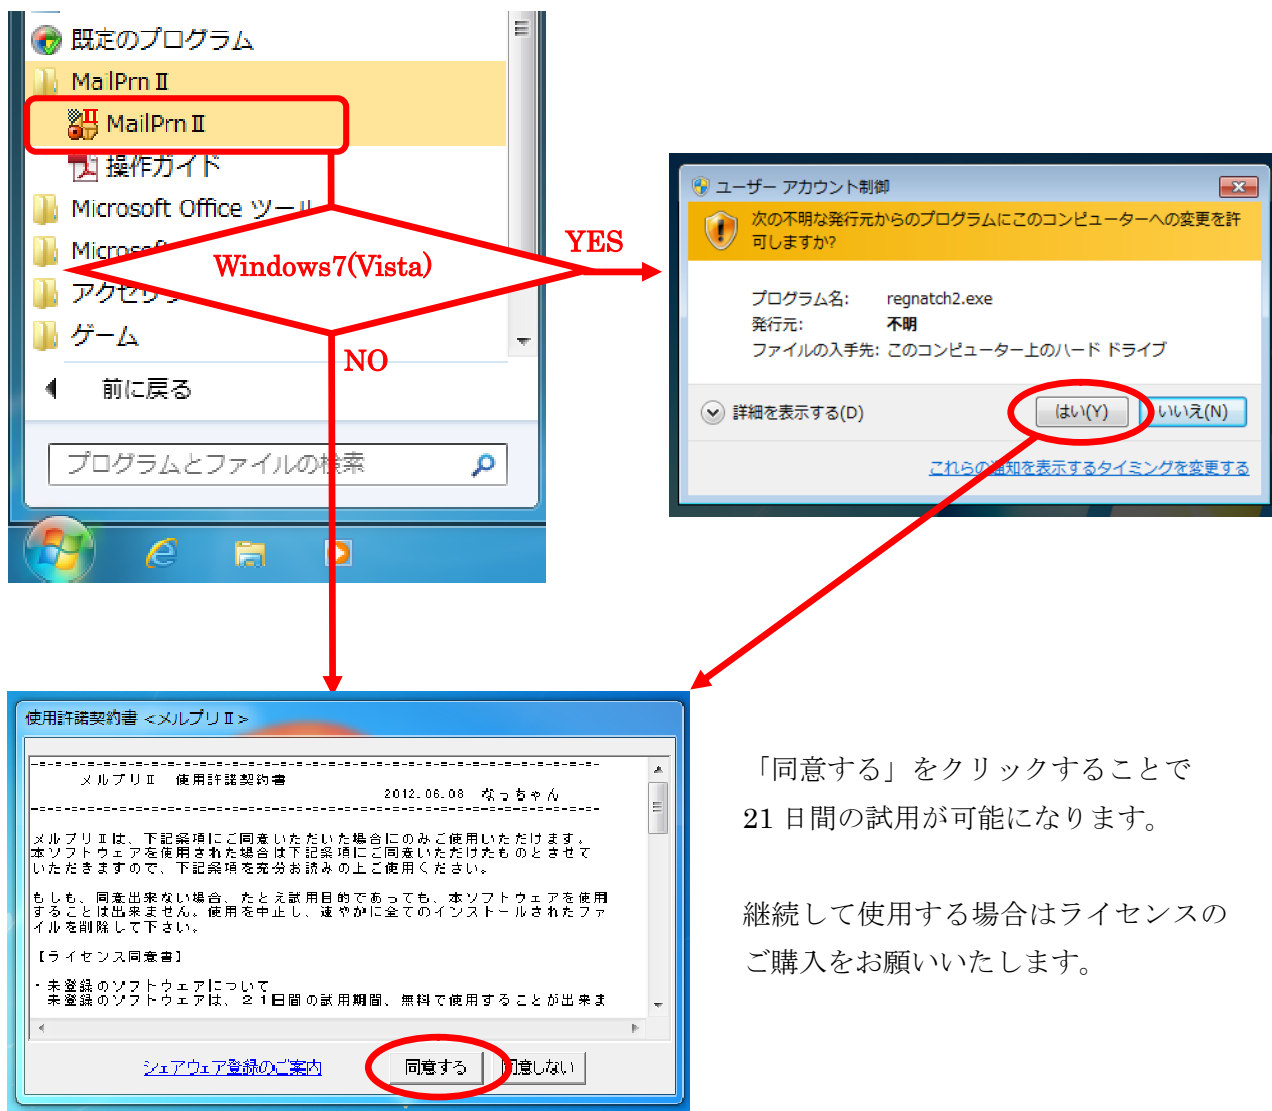 既定のプログラム
MailPrnⅡ
MailPrnⅡ
操作ガイド
Microsoft Office ツール
Microsoft
アクセサリ
ゲーム
前に戻る
プログラムとファイルの検索
Windows7(Vista)
YES
NO
ユーザー アカウント制御
次の不明な発行元からのプログラムにこのコンピューターへの変更を許
可しますか?
プログラム名: regnatch2.exe
発行元: 不明
ファイルの入手先: このコンピューター上のハード ドライブ
詳細を表示する(D)
はい(Y)
いいえ(N)
これらの通知を表示するタイミングを変更する
使用許諾契約書 <メルプリⅡ>
メルプリⅡ 使用許諾契約書
2012.06.08 なっちゃん
メルプリⅡは、下記条項にご同意いただいた場合にのみご使用いただけます。
本ソフトウェアを使用された場合は下記条項にご同意いただけたものとさせて
いただきますので、下記条項を充分お読みの上ご使用ください。
もしも、同意出来ない場合、たとえ試用目的であっても、本ソフトウェアを使用
することは出来ません。使用を中止し、速やかに全てのインストールされたファ
イルを削除して下さい。
【ライセンス同意書】
・未登録のソフトウェアについて
未登録のソフトウェアは、21日間の試用期間、無料で使用することが出来ま
シェアウェア登録のご案内
同意する
同意しない
「同意する」をクリックすることで
21 日間の試用が可能になります。
継続して使用する場合はライセンスの
ご購入をお願いいたします。